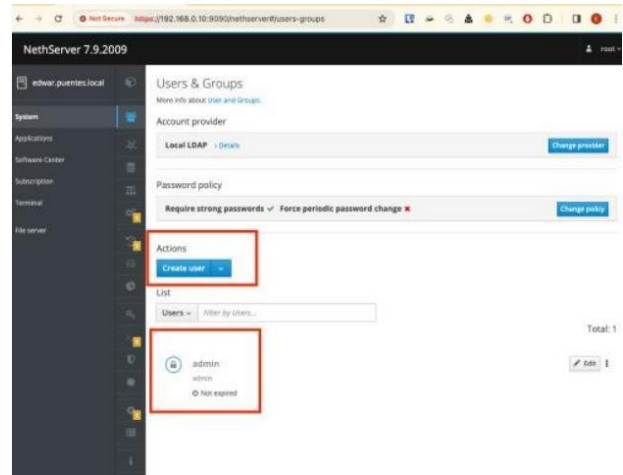 Not Secure https://192.168.0.10:9090/nethserver#/users-groups
NethServer 7.9.2009
root
edwar.puentes.local
System
Applications
Software Center
Subscription
Terminal
File server
Users & Groups
More info about User and Groups.
Account provider
Local LDAP › Details
Change provider
Password policy
Require strong passwords ✓ Force periodic password change ✖
Change policy
Actions
Create user
List
Users
Filter by Users...
Total: 1
admin
Edit
admin
Not expired